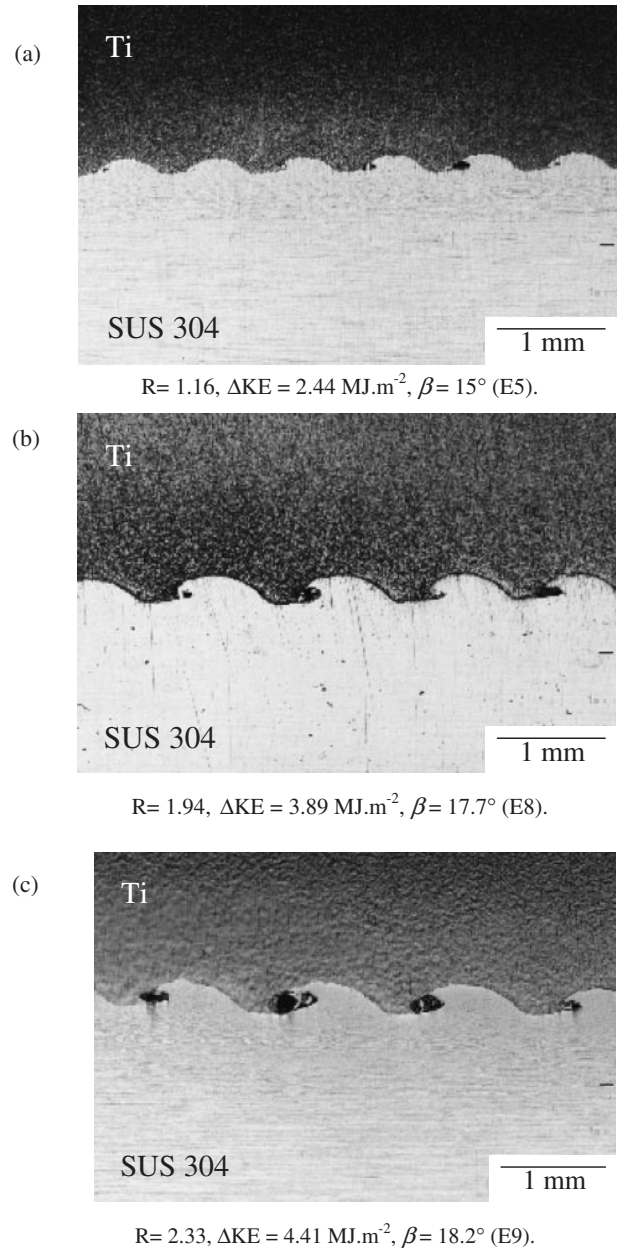 (a)
Ti
SUS 304
1 mm
R= 1.16, ΔKE = 2.44 MJ.m⁻², β = 15° (E5).
(b)
Ti
SUS 304
1 mm
R= 1.94, ΔKE = 3.89 MJ.m⁻², β = 17.7° (E8).
(c)
Ti
SUS 304
1 mm
R= 2.33, ΔKE = 4.41 MJ.m⁻², β = 18.2° (E9).